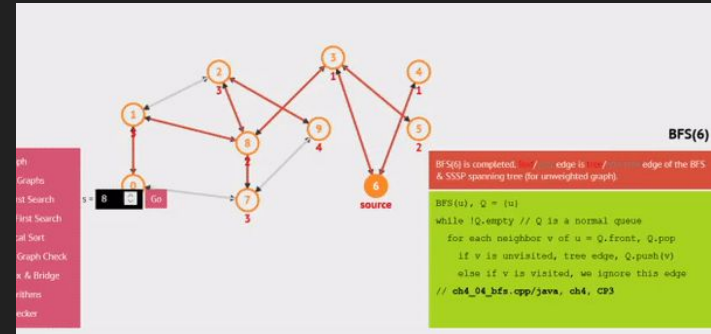 2
3
4
3
1
1
1
8
9
5
2
4
2
0
7
3
6
source
ph
Graphs
st Search
First Search
cal Sort
Graph Check
x & Bridge
rithms
ecker
s = 8 Go
BFS(6)
BFS(6) is completed. Red/ edge is tree/ edge of the BFS
& SSSP spanning tree (for unweighted graph).
BFS(u), Q = {u}
while !Q.empty // Q is a normal queue
for each neighbor v of u = Q.front, Q.pop
if v is unvisited, tree edge, Q.push(v)
else if v is visited, we ignore this edge
// ch4_04_bfs.cpp/java, ch4, CP3